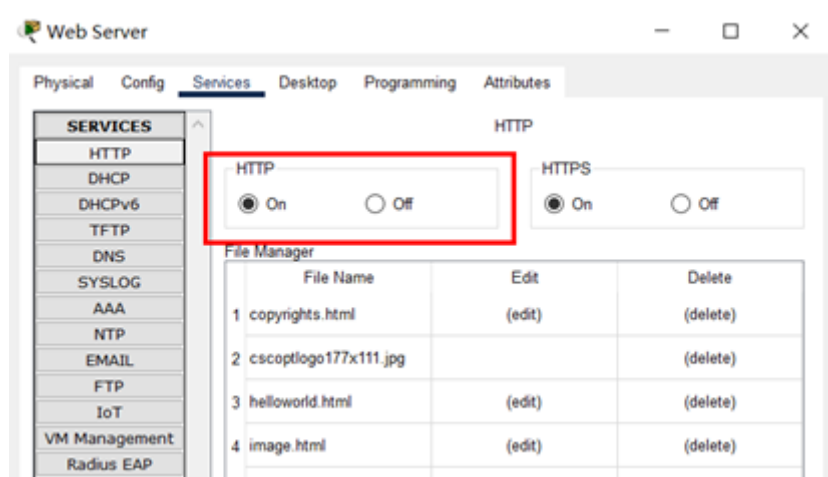 Web Server
Physical Config Services Desktop Programming Attributes
SERVICES
HTTP
DHCP
DHCPv6
TFTP
DNS
SYSLOG
AAA
NTP
EMAIL
FTP
IoT
VM Management
Radius EAP
HTTP
HTTP HTTPS
On Off On Off
File Manager
File Name Edit Delete
1 copyrights.html (edit) (delete)
2 cscoptlogo177x111.jpg (delete)
3 helloworld.html (edit) (delete)
4 image.html (edit) (delete)